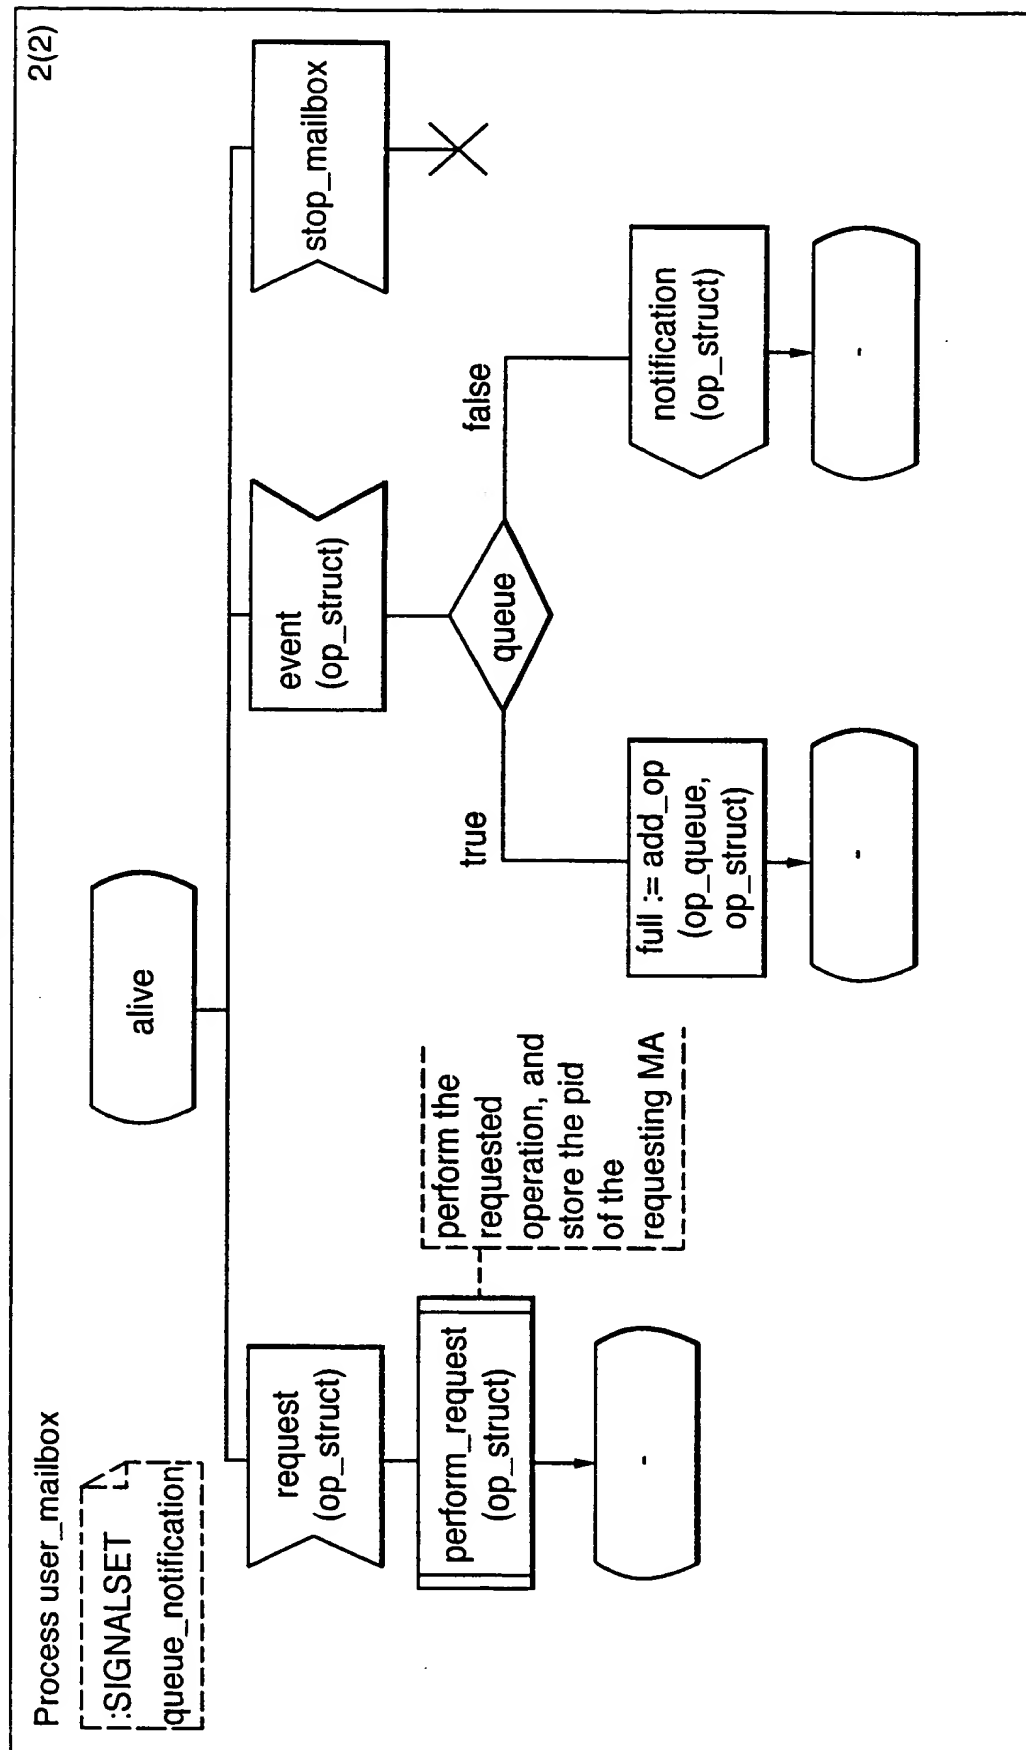 Process user_mailbox
2(2)
:SIGNALSET
queue_notification
alive
request
(op_struct)
event
(op_struct)
stop_mailbox
perform_request
(op_struct)
perform the
requested
operation, and
store the pid
of the
requesting MA
queue
true
false
full := add_op
(op_queue,
op_struct)
notification
(op_struct)
-
-
-